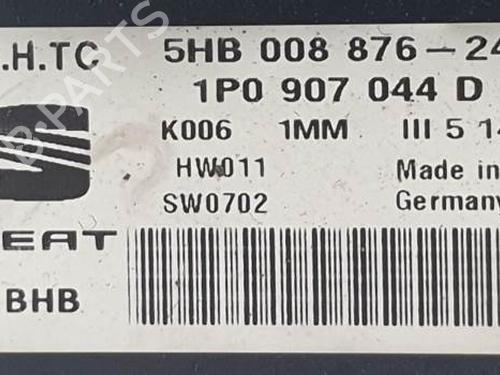 .H.TC 5HB 008 876-24
1P0 907 044 D
K006 1MM III 5 1
HW011 Made in
SW0702 Germany
EAT
BHB
B-PARTS